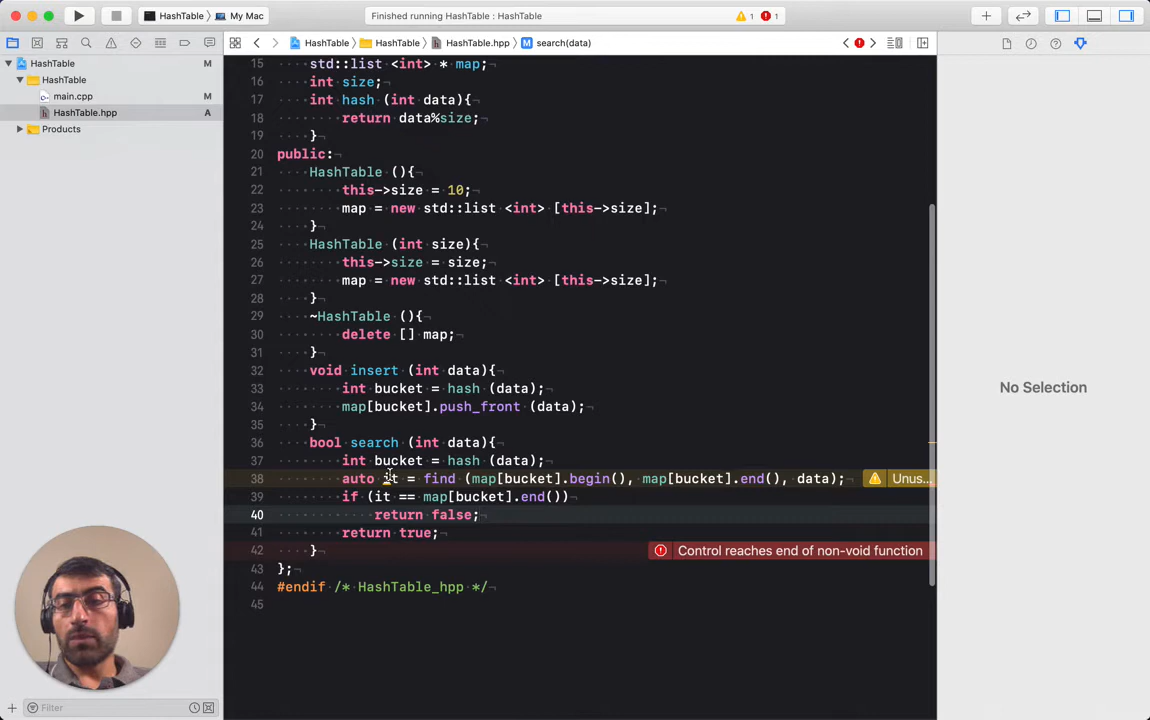 HashTable My Mac
Finished running HashTable : HashTable
1 1
HashTable HashTable HashTable.hpp M search(data)
HashTable M
HashTable
main.cpp M
HashTable.hpp A
Products
15 std::list <int> * map;
16 int size;
17 int hash (int data){
18 return data%size;
19 }
20 public:
21 HashTable (){
22 this->size = 10;
23 map = new std::list <int> [this->size];
24 }
25 HashTable (int size){
26 this->size = size;
27 map = new std::list <int> [this->size];
28 }
29 ~HashTable (){
30 delete [] map;
31 }
32 void insert (int data){
33 int bucket = hash (data);
34 map[bucket].push_front (data);
35 }
36 bool search (int data){
37 int bucket = hash (data);
38 auto it = find (map[bucket].begin(), map[bucket].end(), data); Unus...
39 if (it == map[bucket].end())
40 return false;
41 return true;
42 } Control reaches end of non-void function
43 };
44 #endif /* HashTable_hpp */
45
No Selection
Filter